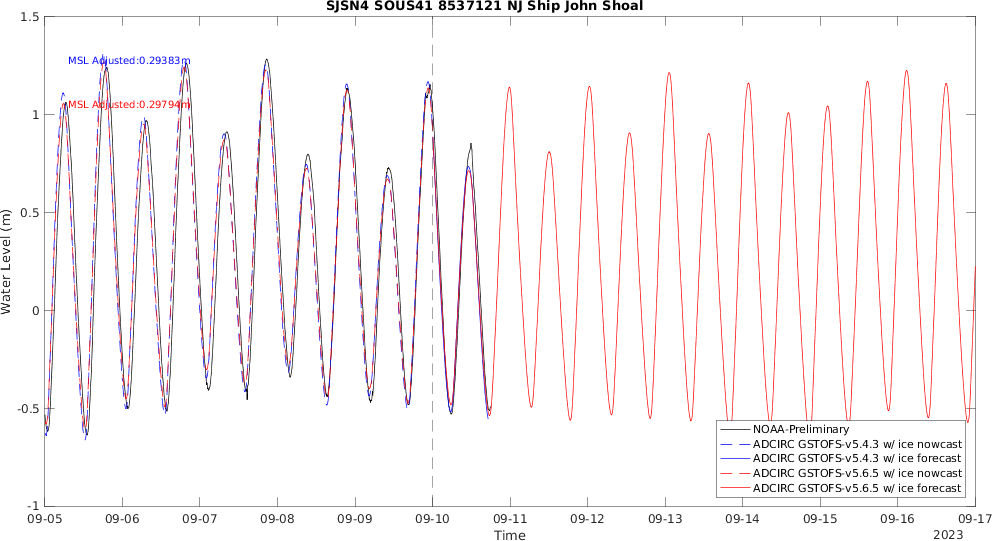 SJSN4 SOUS41 8537121 NJ Ship John Shoal
1.5
1
0.5
0
-0.5
-1
Water Level (m)
MSL Adjusted:0.29383m
MSL Adjusted:0.29794m
NOAA-Preliminary
ADCIRC GSTOFS-v5.4.3 w/ ice nowcast
ADCIRC GSTOFS-v5.4.3 w/ ice forecast
ADCIRC GSTOFS-v5.6.5 w/ ice nowcast
ADCIRC GSTOFS-v5.6.5 w/ ice forecast
09-05 09-06 09-07 09-08 09-09 09-10 09-11 09-12 09-13 09-14 09-15 09-16 09-17
Time
2023